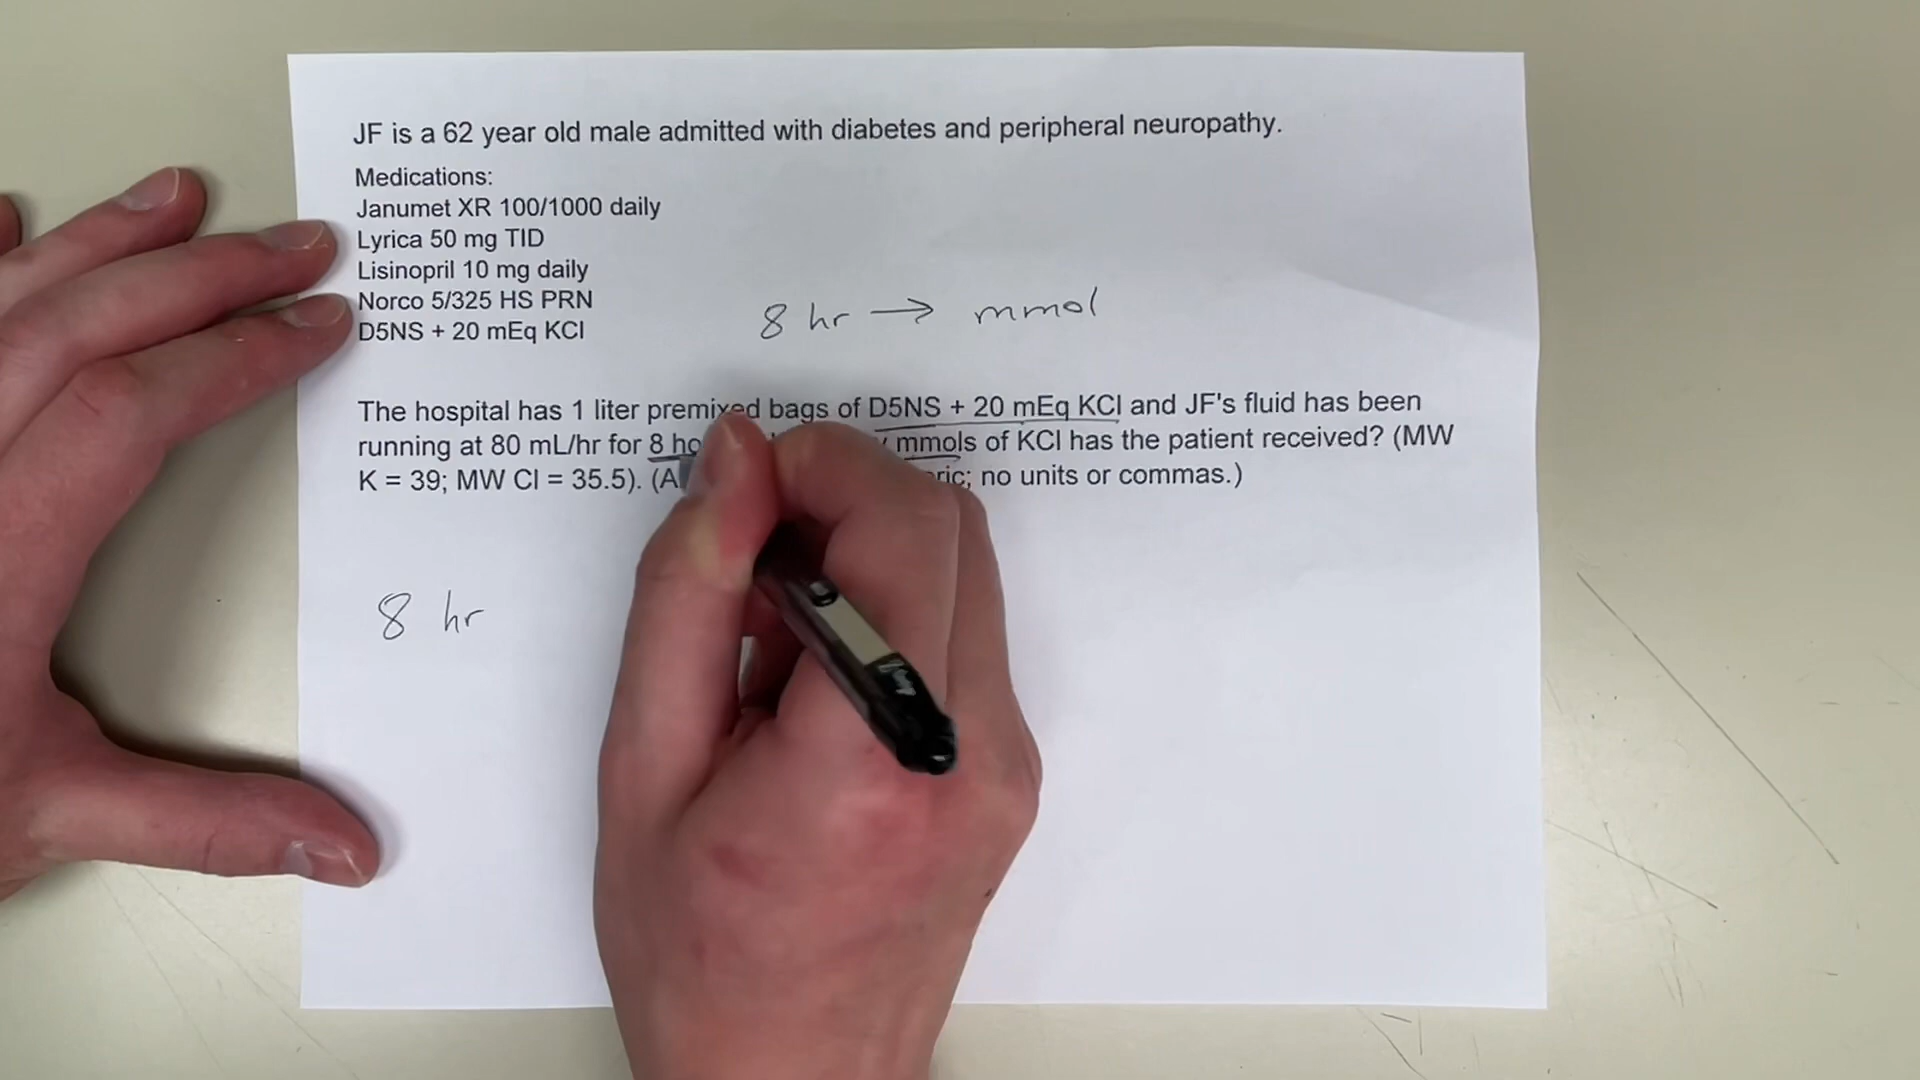 JF is a 62 year old male admitted with diabetes and peripheral neuropathy.
Medications:
Janumet XR 100/1000 daily
Lyrica 50 mg TID
Lisinopril 10 mg daily
Norco 5/325 HS PRN
D5NS + 20 mEq KCl
8 hr → mmol
The hospital has 1 liter premixed bags of D5NS + 20 mEq KCl and JF's fluid has been
running at 80 mL/hr for 8 mmols of KCl has the patient received? (MW
K = 39; MW Cl = 35.5). no units or commas.)
8 hr